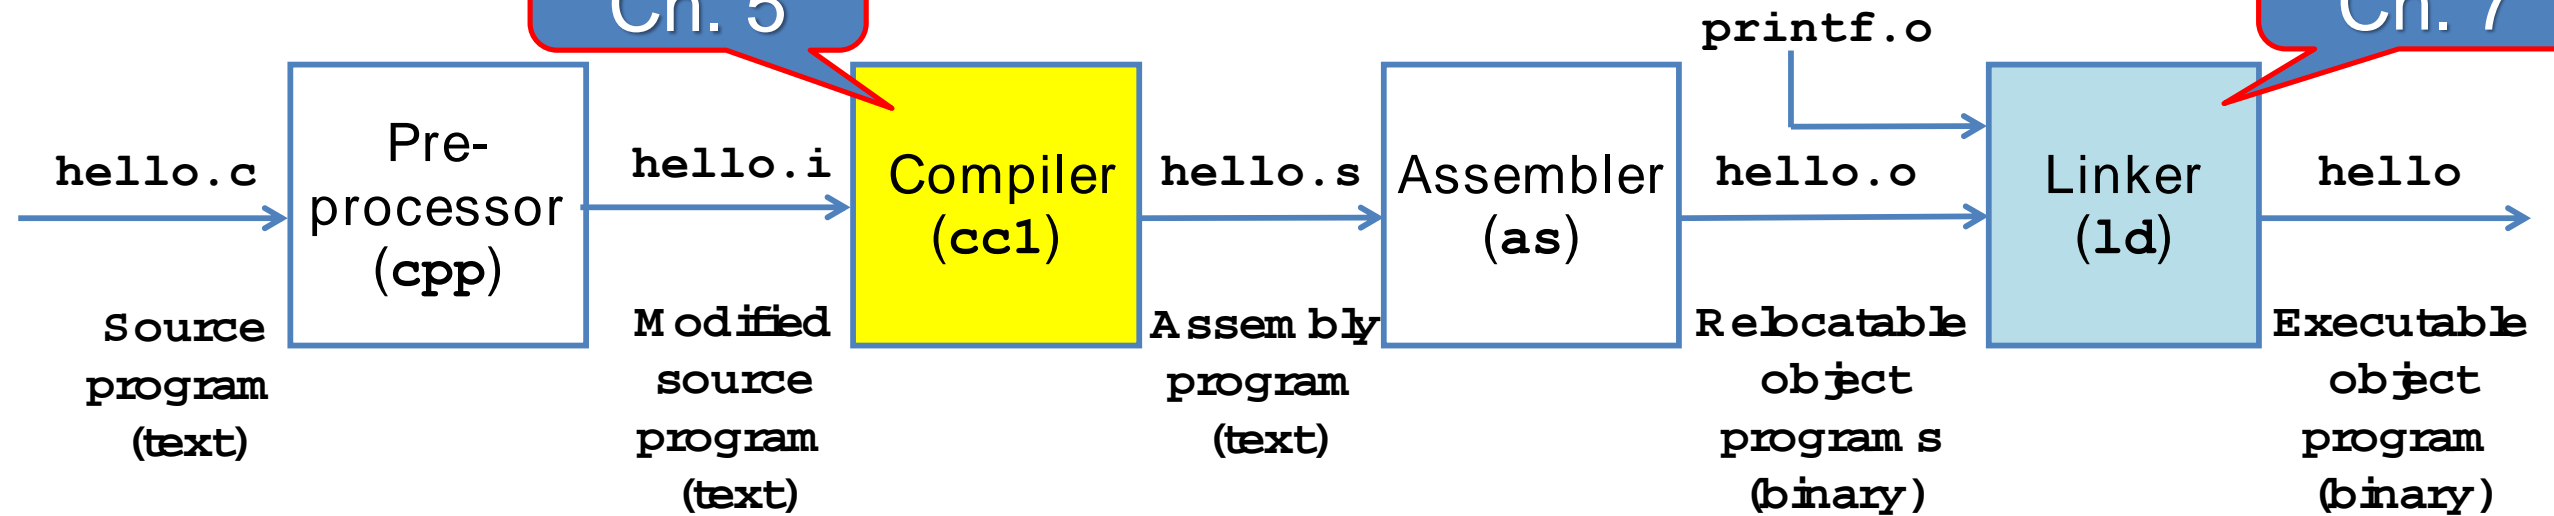 Ch. 5
Ch. 7
printf.o
hello.c
Pre-
processor
(cpp)
hello.i
Compiler
(cc1)
hello.s
Assembler
(as)
hello.o
Linker
(ld)
hello
Source
program
(text)
Modified
source
program
(text)
Assembly
program
(text)
Relocatable
object
programs
(binary)
Executable
object
program
(binary)